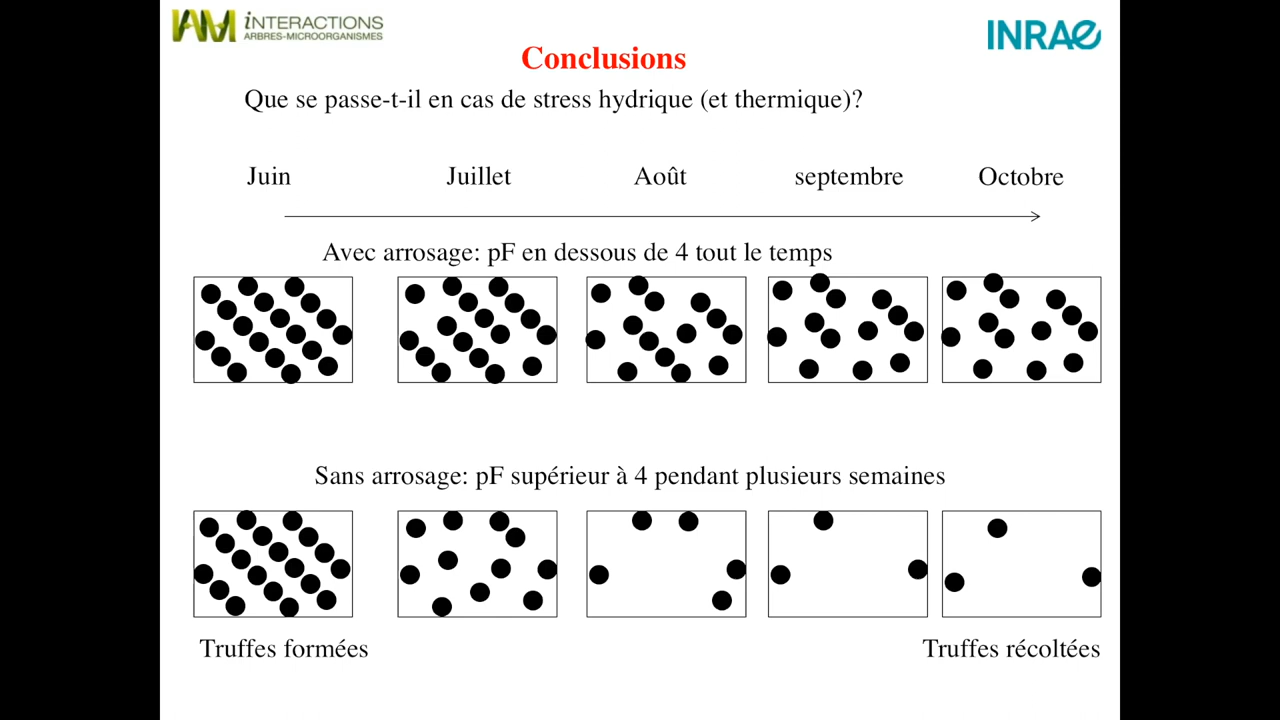 IAM iNTERACTIONS
ARBRES-MICROORGANISMES
INRAE
Conclusions
Que se passe-t-il en cas de stress hydrique (et thermique)?
Juin Juillet Août septembre Octobre
Avec arrosage: pF en dessous de 4 tout le temps
Sans arrosage: pF supérieur à 4 pendant plusieurs semaines
Truffes formées Truffes récoltées